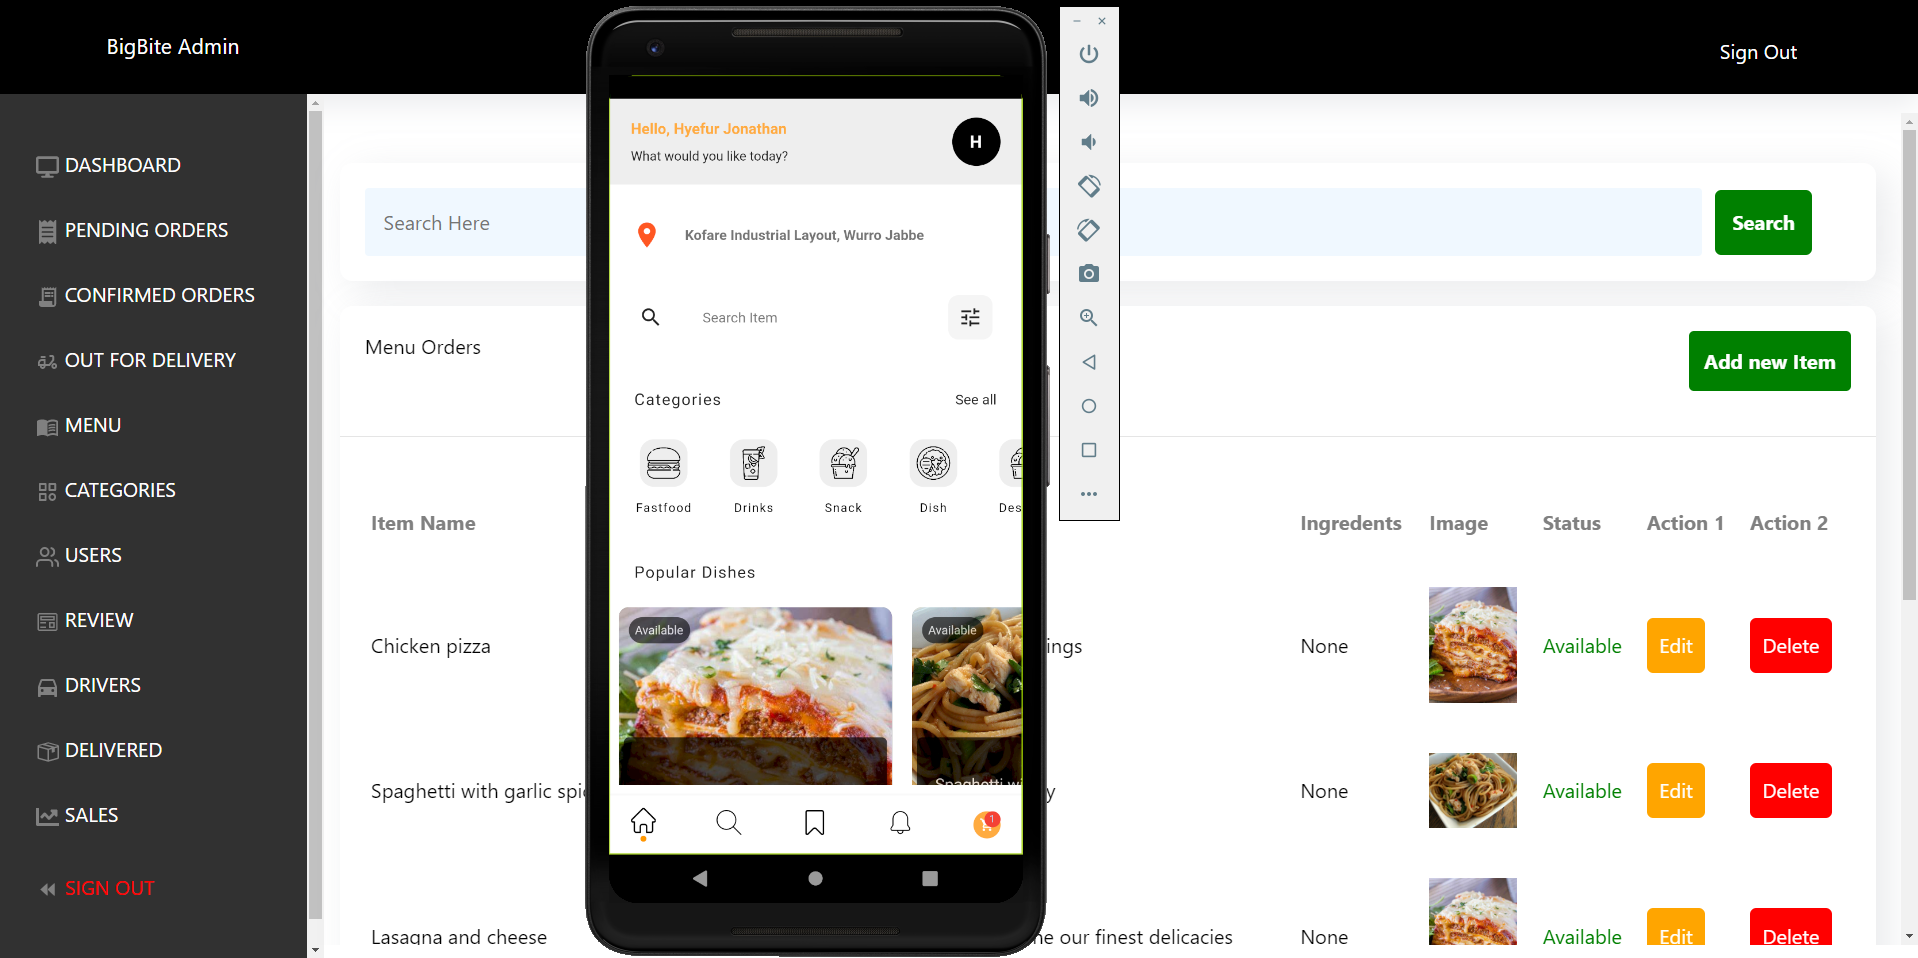 BigBite Admin
Sign Out
DASHBOARD
PENDING ORDERS
CONFIRMED ORDERS
OUT FOR DELIVERY
MENU
CATEGORIES
USERS
REVIEW
DRIVERS
DELIVERED
SALES
SIGN OUT
Search Here
Search
Menu Orders
Add new Item
Item Name
Ingredents
Image
Status
Action 1
Action 2
Chicken pizza
ings
None
Available
Edit
Delete
Spaghetti with garlic spic
y
None
Available
Edit
Delete
Lasagna and cheese
ne our finest delicacies
None
Available
Edit
Delete
Hello, Hyefur Jonathan
What would you like today?
H
Kofare Industrial Layout, Wurro Jabbe
Search Item
Categories
See all
Fastfood
Drinks
Snack
Dish
Des
Popular Dishes
Available
Available
Spaghetti wi
1